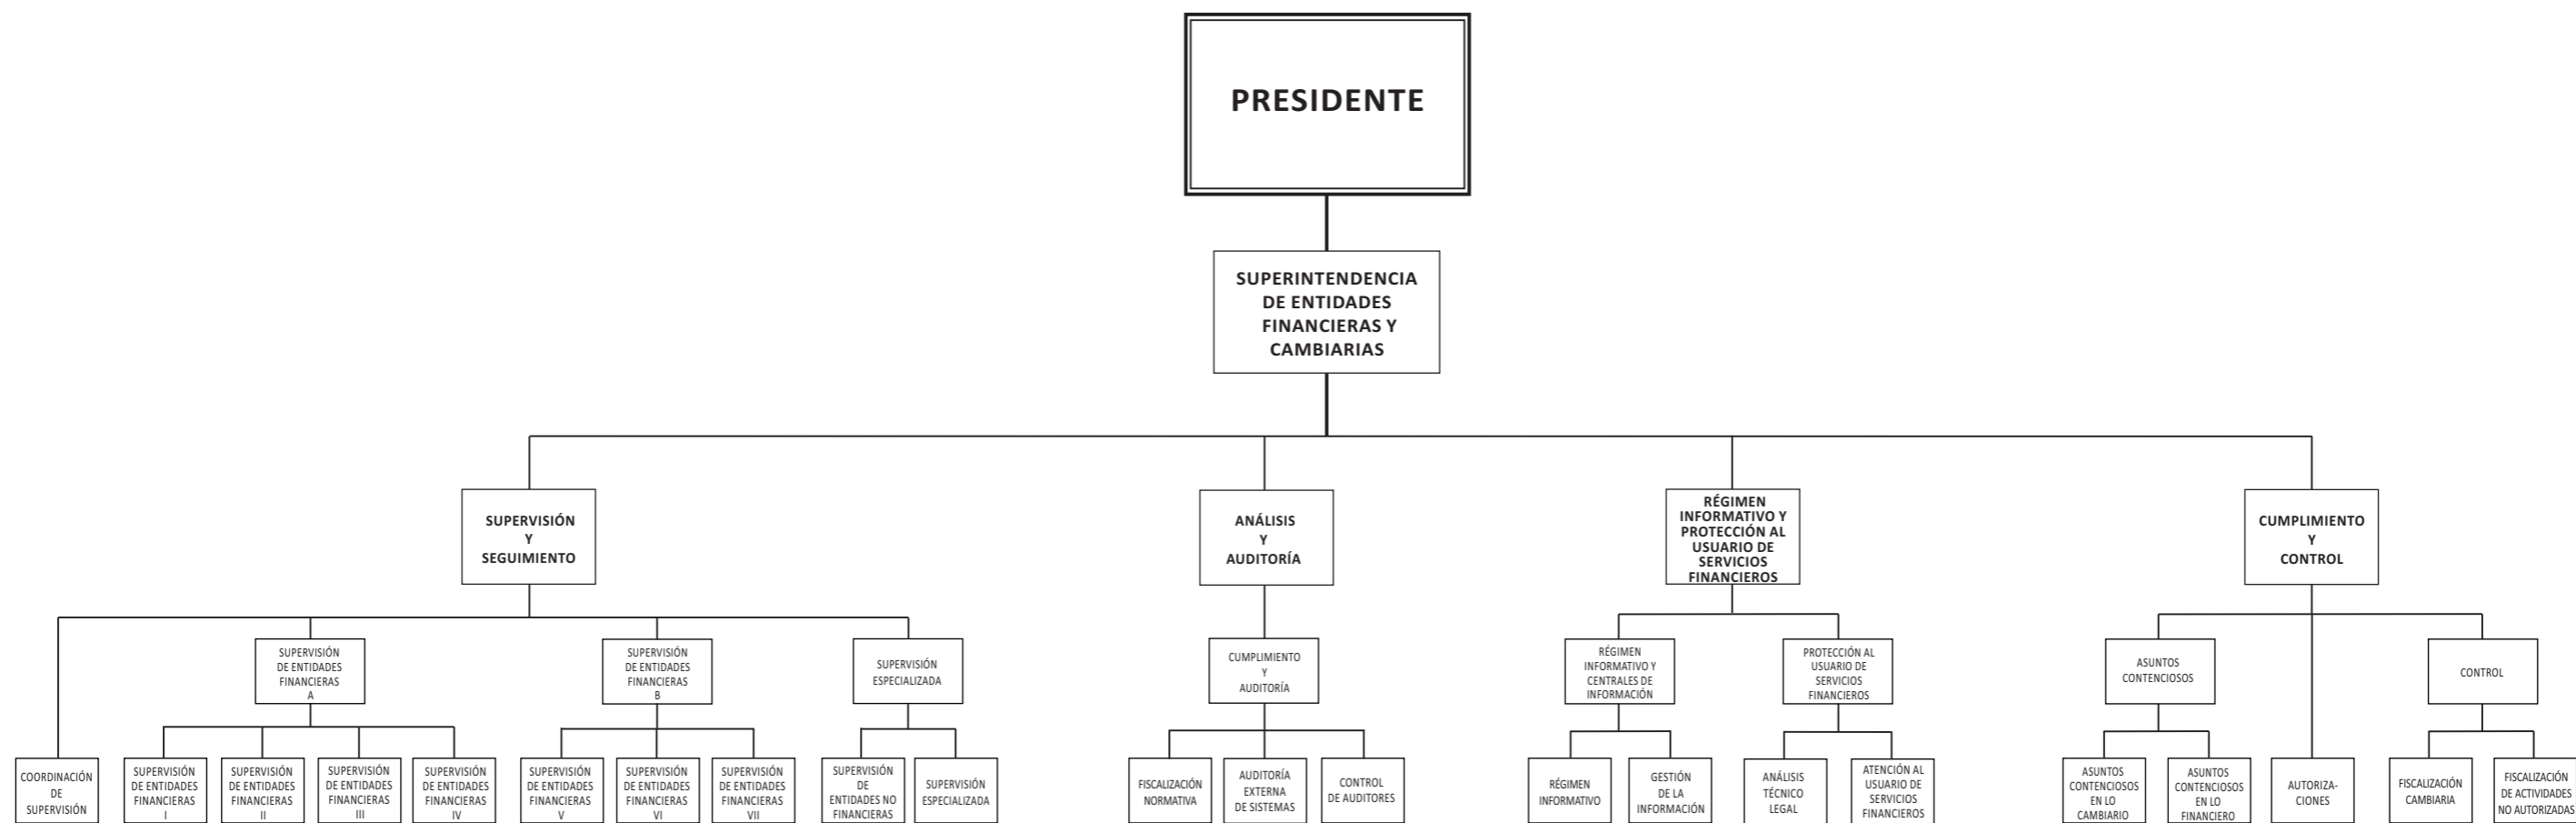 PRESIDENTE
SUPERINTENDENCIA
DE ENTIDADES
FINANCIERAS Y
CAMBIARIAS
SUPERVISIÓN
Y
SEGUIMIENTO
ANÁLISIS
Y
AUDITORÍA
RÉGIMEN
INFORMATIVO Y
PROTECCIÓN AL
USUARIO DE
SERVICIOS
FINANCIEROS
CUMPLIMIENTO
Y
CONTROL
SUPERVISIÓN
DE ENTIDADES
FINANCIERAS
A
SUPERVISIÓN
DE ENTIDADES
FINANCIERAS
B
SUPERVISIÓN
ESPECIALIZADA
CUMPLIMIENTO
Y
AUDITORÍA
RÉGIMEN
INFORMATIVO Y
CENTRALES DE
INFORMACIÓN
PROTECCIÓN AL
USUARIO DE
SERVICIOS
FINANCIEROS
ASUNTOS
CONTENCIOSOS
CONTROL
COORDINACIÓN
DE
SUPERVISIÓN
SUPERVISIÓN
DE ENTIDADES
FINANCIERAS
I
SUPERVISIÓN
DE ENTIDADES
FINANCIERAS
II
SUPERVISIÓN
DE ENTIDADES
FINANCIERAS
III
SUPERVISIÓN
DE ENTIDADES
FINANCIERAS
IV
SUPERVISIÓN
DE ENTIDADES
FINANCIERAS
V
SUPERVISIÓN
DE ENTIDADES
FINANCIERAS
VI
SUPERVISIÓN
DE ENTIDADES
FINANCIERAS
VII
SUPERVISIÓN
DE
ENTIDADES NO
FINANCIERAS
SUPERVISIÓN
ESPECIALIZADA
FISCALIZACIÓN
NORMATIVA
AUDITORÍA
EXTERNA
DE SISTEMAS
CONTROL
DE AUDITORES
RÉGIMEN
INFORMATIVO
GESTIÓN
DE LA
INFORMACIÓN
ANÁLISIS
TÉCNICO
LEGAL
ATENCIÓN AL
USUARIO DE
SERVICIOS
FINANCIEROS
ASUNTOS
CONTENCIOSOS
EN LO
CAMBIARIO
ASUNTOS
CONTENCIOSOS
EN LO
FINANCIERO
AUTORIZA-
CIONES
FISCALIZACIÓN
CAMBIARIA
FISCALIZACIÓN
DE ACTIVIDADES
NO AUTORIZADAS